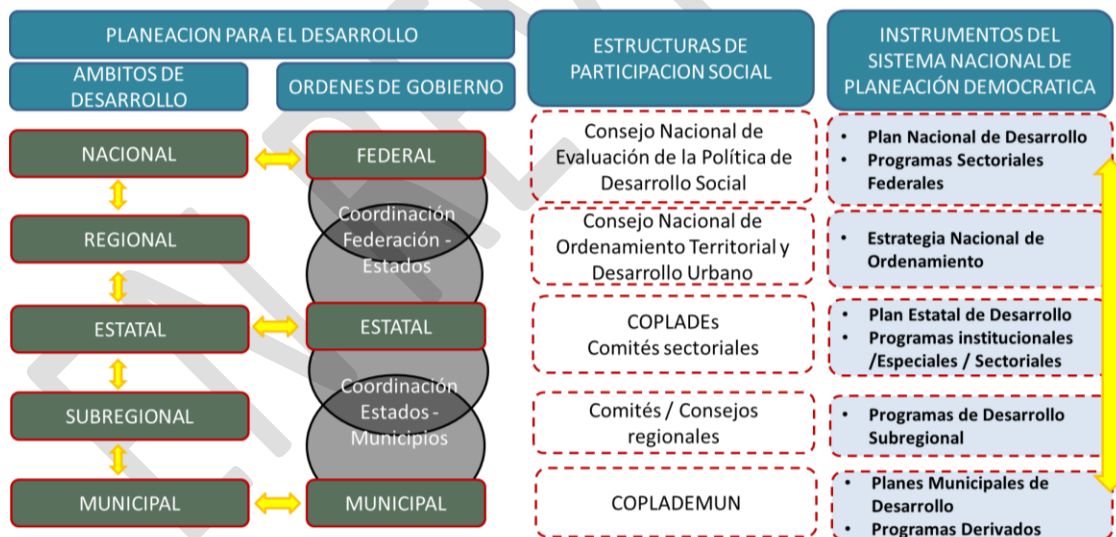 PLANEACION PARA EL DESARROLLO
AMBITOS DE
DESARROLLO
ORDENES DE GOBIERNO
ESTRUCTURAS DE
PARTICIPACION SOCIAL
INSTRUMENTOS DEL
SISTEMA NACIONAL DE
PLANEACIÓN DEMOCRATICA
NACIONAL
FEDERAL
Consejo Nacional de
Evaluación de la Política de
Desarrollo Social
• Plan Nacional de Desarrollo
• Programas Sectoriales
Federales
Coordinación
Federación -
Estados
REGIONAL
Consejo Nacional de
Ordenamiento Territorial y
Desarrollo Urbano
• Estrategia Nacional de
Ordenamiento
ESTATAL
ESTATAL
COPLADEs
Comités sectoriales
• Plan Estatal de Desarrollo
• Programas institucionales
/Especiales / Sectoriales
Coordinación
Estados -
Municipios
SUBREGIONAL
Comités / Consejos
regionales
• Programas de Desarrollo
Subregional
MUNICIPAL
MUNICIPAL
COPLADEMUN
• Planes Municipales de
Desarrollo
• Programas Derivados